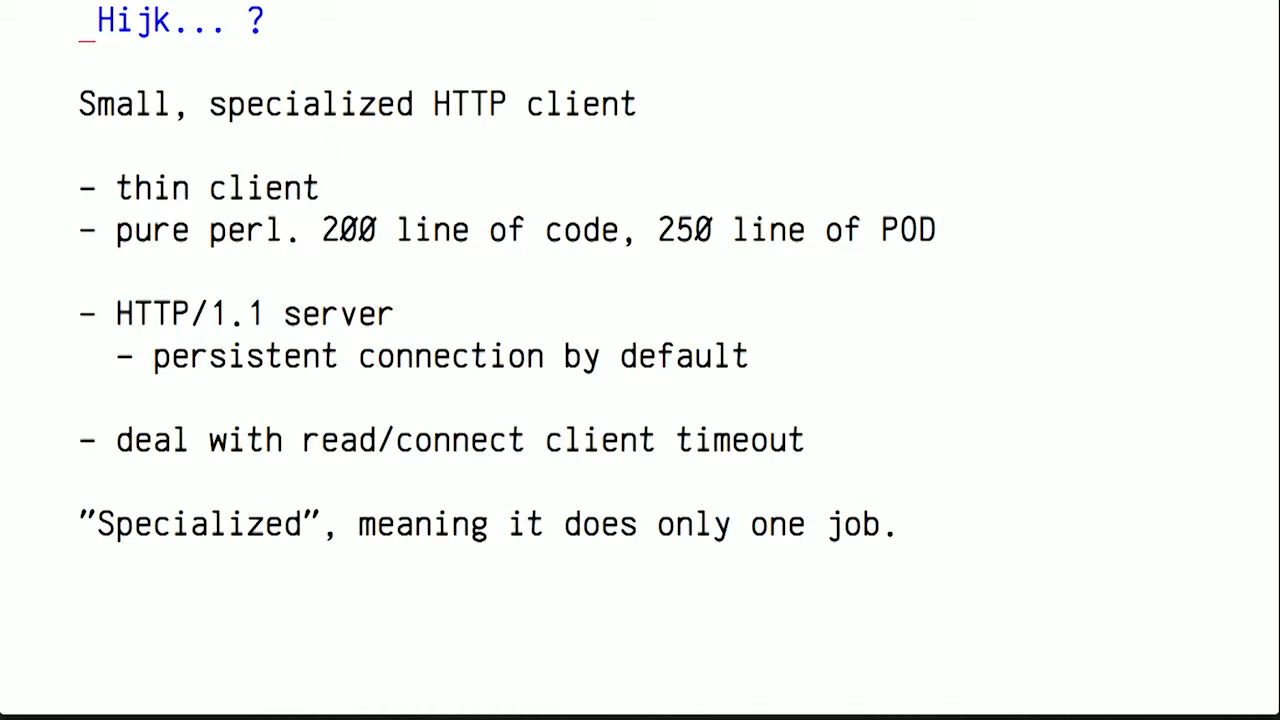 _Hijk... ?
Small, specialized HTTP client
- thin client
- pure perl. 200 line of code, 250 line of POD
- HTTP/1.1 server
- persistent connection by default
- deal with read/connect client timeout
"Specialized", meaning it does only one job.